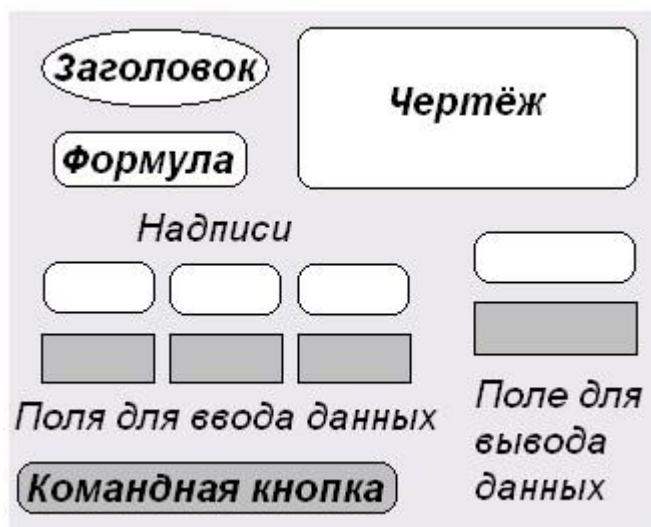 Заголовок
Чертёж
Формула
Надписи
Поля для ввода данных
Поле для
вывода
данных
Командная кнопка